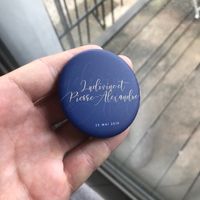 Ludivine et
Pierre-Alexandre
25 MAI 2019